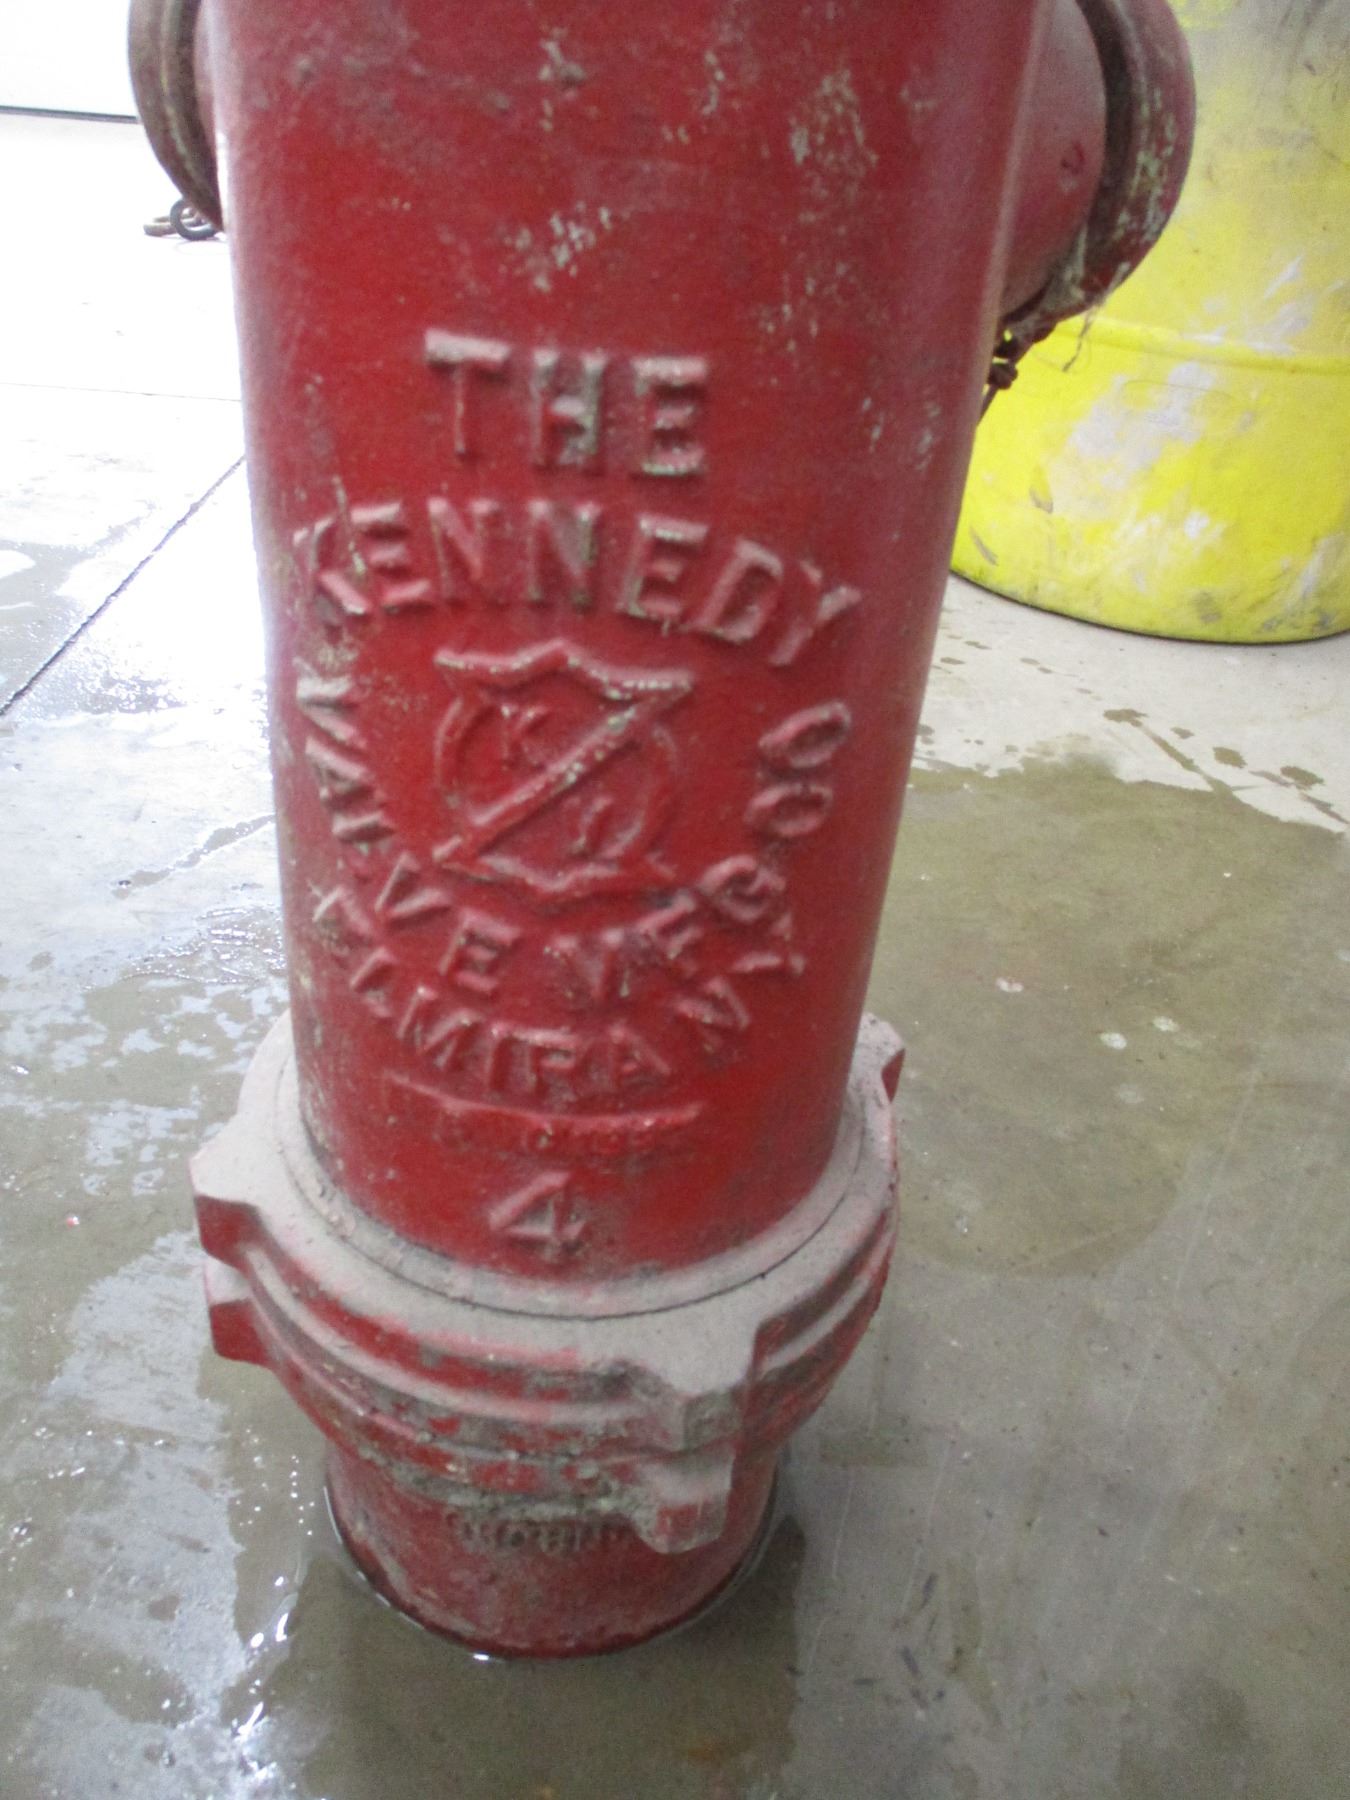 THE
KENNEDY
VALVE MFG. CO.
ELMIRA N.Y.
4